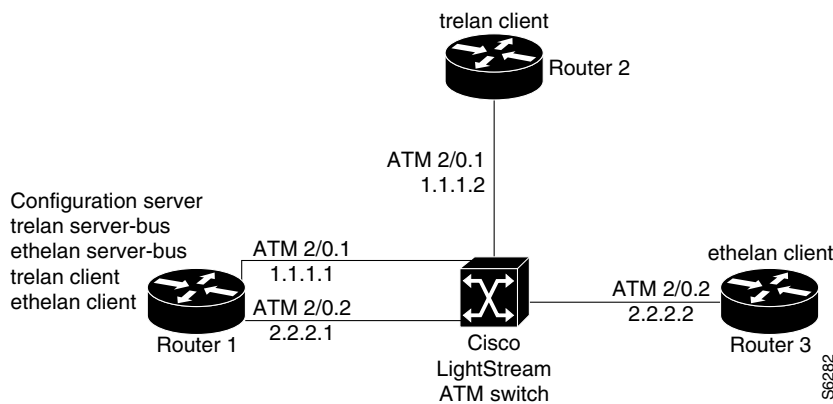 trelan client
Router 2
ATM 2/0.1
1.1.1.2
Configuration server
trelan server-bus
ethelan server-bus
trelan client
ethelan client
Router 1
ATM 2/0.1
1.1.1.1
ATM 2/0.2
2.2.2.1
Cisco
LightStream
ATM switch
ethelan client
ATM 2/0.2
2.2.2.2
Router 3
S6282